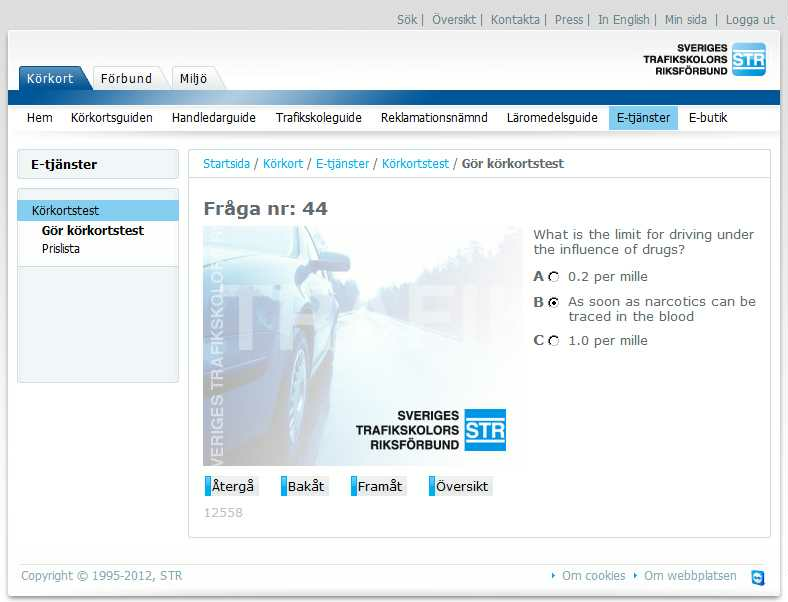 Sök | Översikt | Kontakta | Press | In English | Min sida | Logga ut
SVERIGES
TRAFIKSKOLORS
RIKSFÖRBUND
STR
Körkort Förbund Miljö
Hem Körkortsguiden Handledarguide Trafikskoleguide Reklamationsnämnd Läromedelsguide E-tjänster E-butik
E-tjänster
Körkortstest
Gör körkortstest
Prislista
Startsida / Körkort / E-tjänster / Körkortstest / Gör körkortstest
Fråga nr: 44
SVERIGES TRAFIKSKOLORS
SVERIGES
TRAFIKSKOLORS
RIKSFÖRBUND
STR
What is the limit for driving under
the influence of drugs?
A 0.2 per mille
B As soon as narcotics can be
traced in the blood
C 1.0 per mille
Återgå Bakåt Framåt Översikt
12558
Copyright © 1995-2012, STR
Om cookies Om webbplatsen